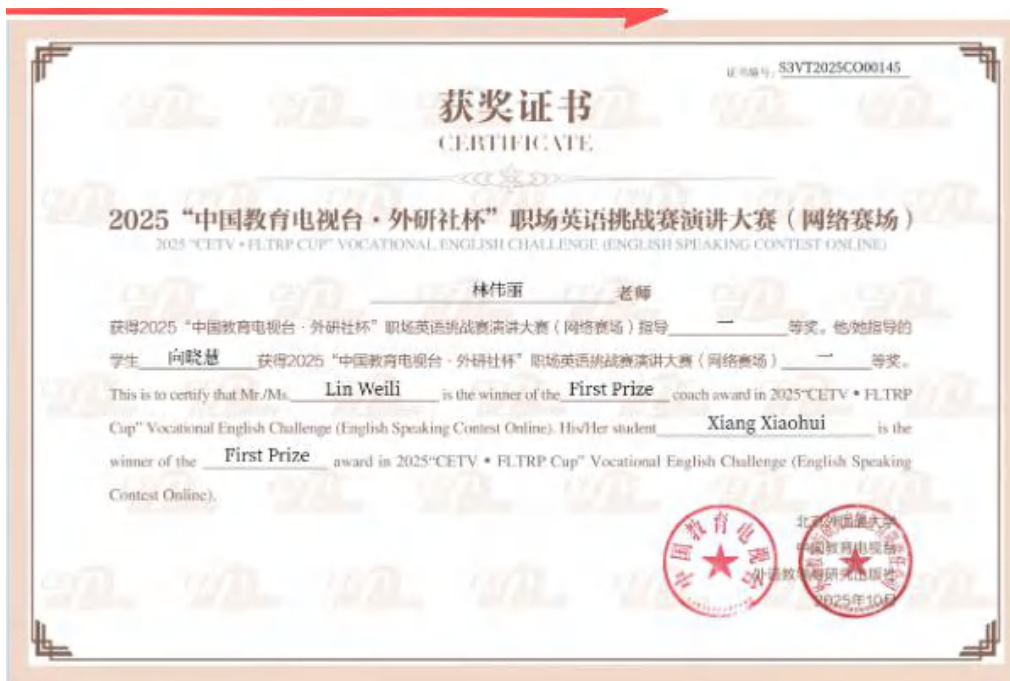 证书编号：S3VT2025CO00145
获奖证书
CERTIFICATE
2025“中国教育电视台·外研社杯”职场英语挑战赛演讲大赛（网络赛场）
2025 “CETV • FLTRP CUP” VOCATIONAL ENGLISH CHALLENGE (ENGLISH SPEAKING CONTEST ONLINE)
林伟丽 老师
获得2025“中国教育电视台·外研社杯”职场英语挑战赛演讲大赛（网络赛场）指导 一 等奖。他/她指导的
学生 向晓慧 获得2025“中国教育电视台·外研社杯”职场英语挑战赛演讲大赛（网络赛场） 一 等奖。
This is to certify that Mr./Ms. Lin Weili is the winner of the First Prize coach award in 2025“CETV • FLTRP
Cup” Vocational English Challenge (English Speaking Contest Online). His/Her student Xiang Xiaohui is the
winner of the First Prize award in 2025“CETV • FLTRP Cup” Vocational English Challenge (English Speaking
Contest Online).
中国教育电视台
北京外国语大学
中国教育电视台
外语教学与研究出版社
2025年10月